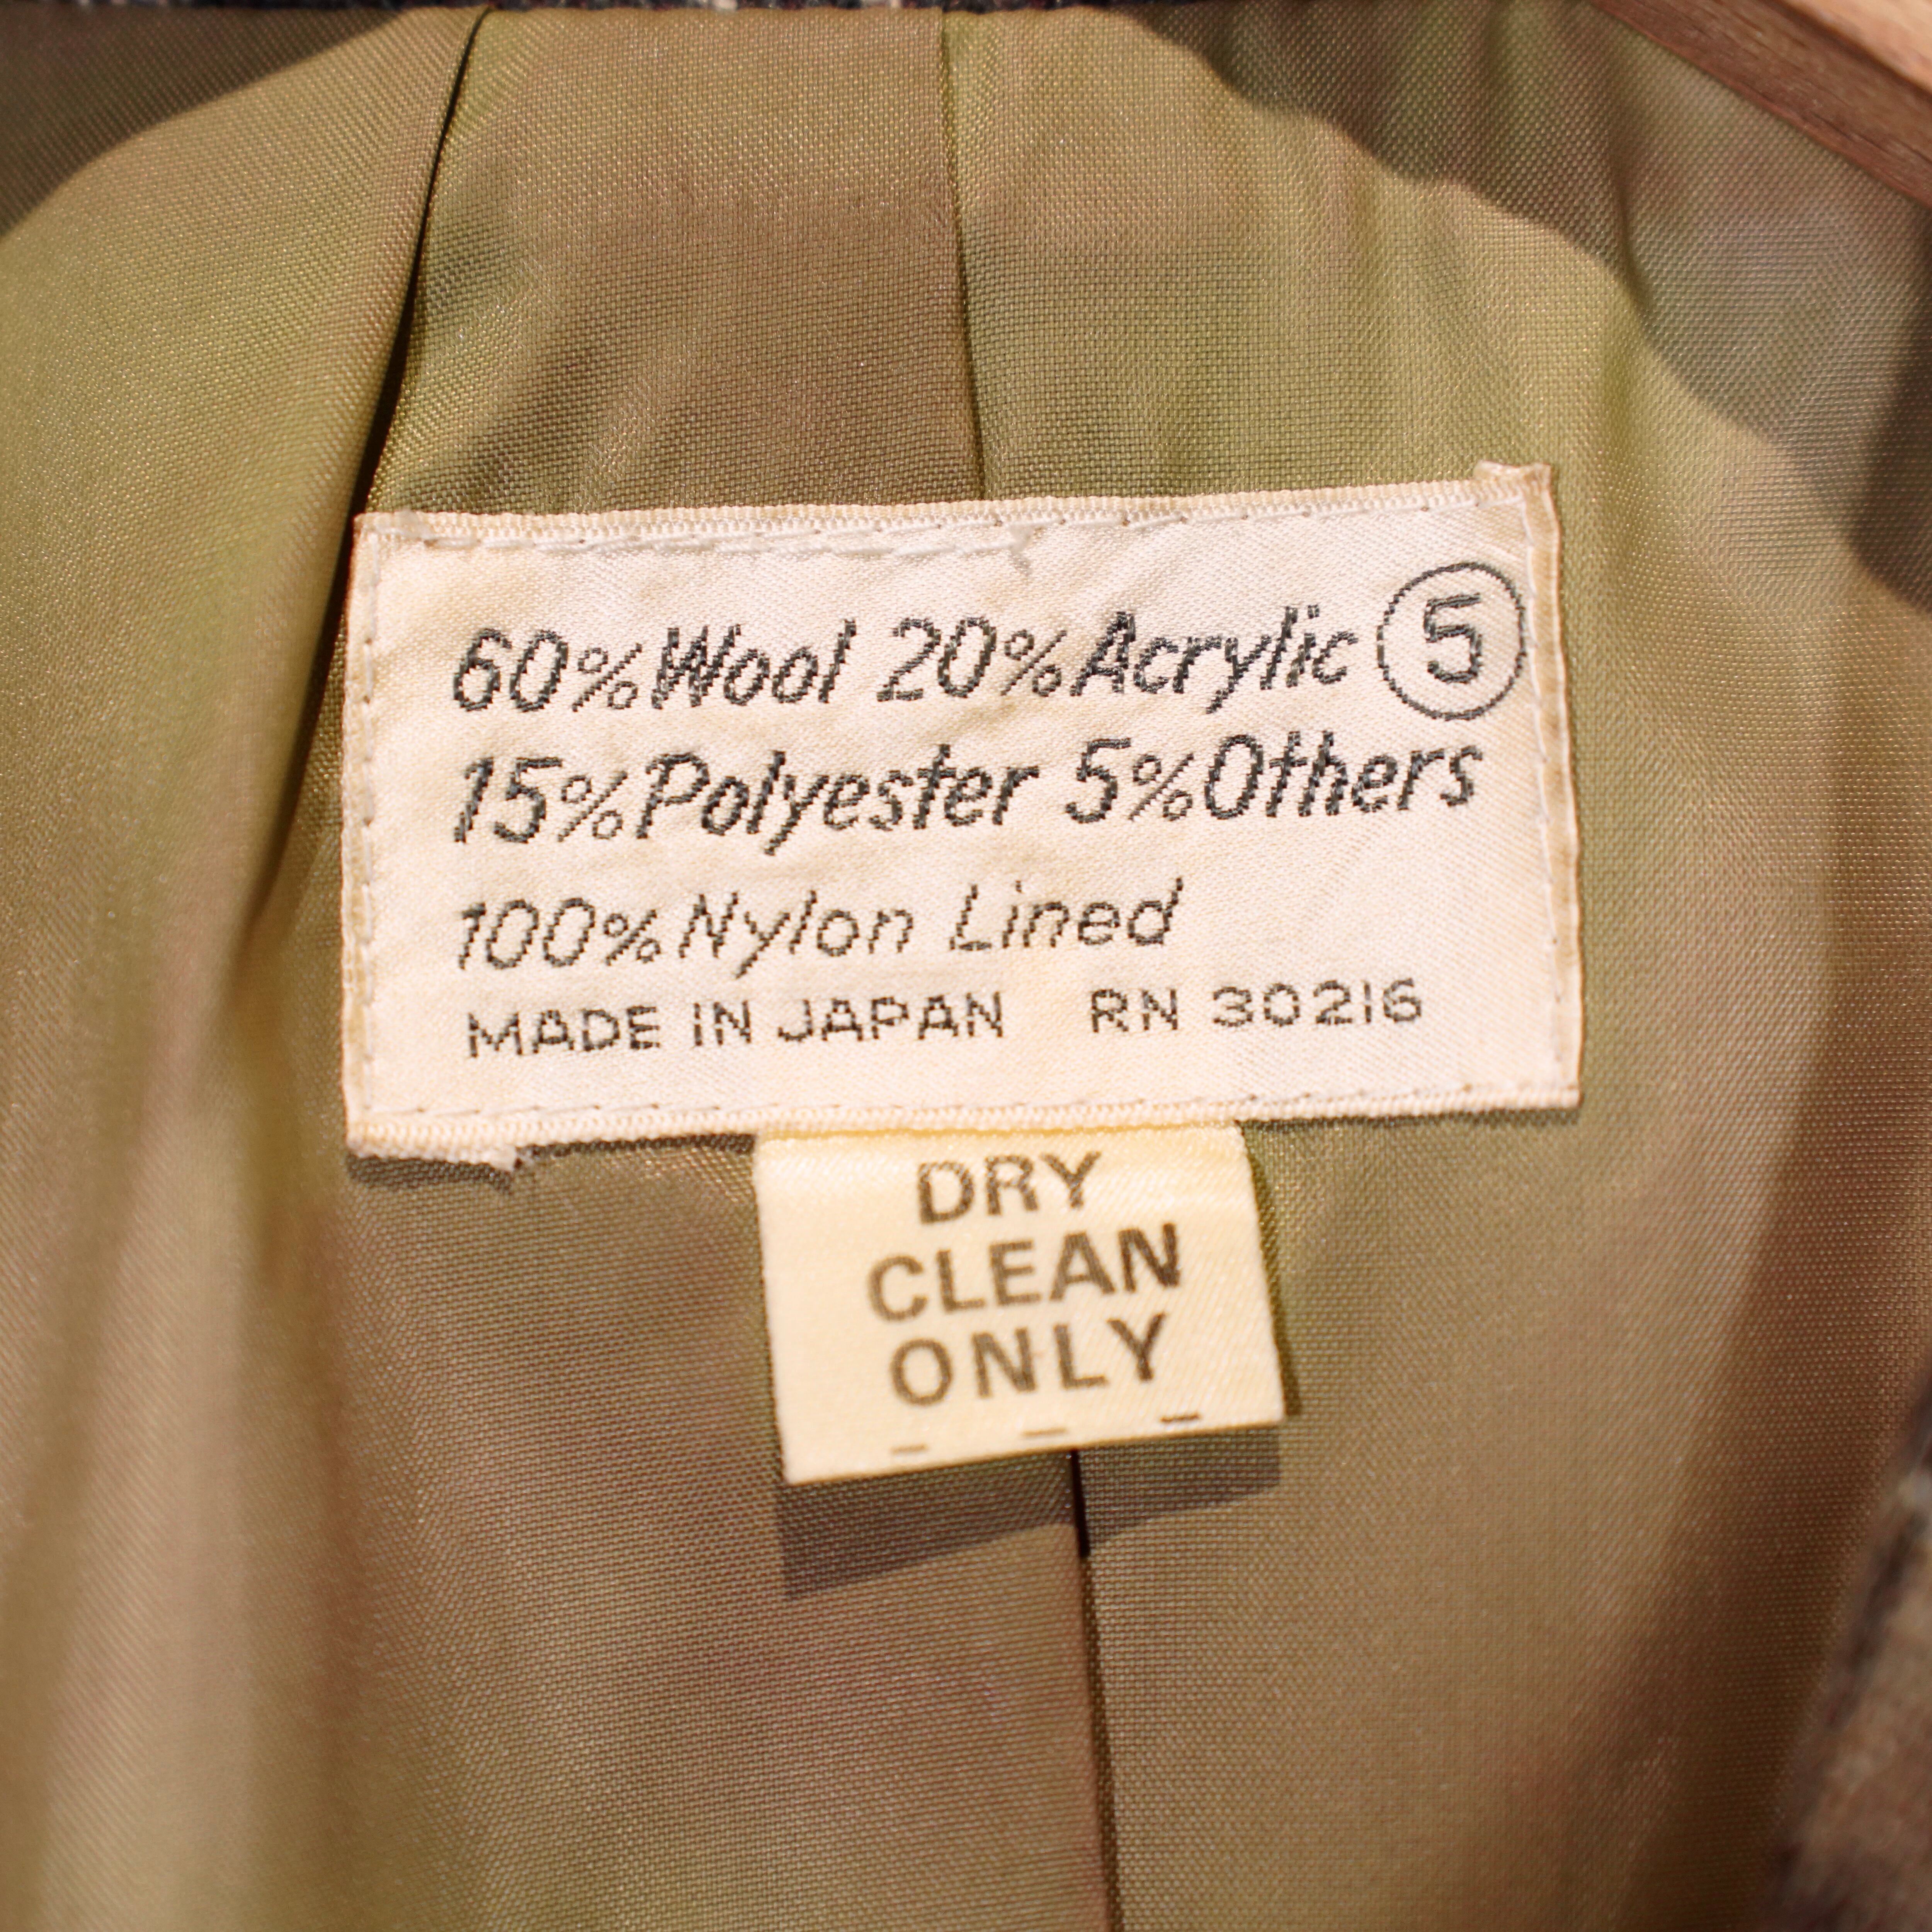 60% Wool 20% Acrylic 5
15% Polyester 5% Others
100% Nylon Lined
MADE IN JAPAN RN 30216
DRY
CLEAN
ONLY